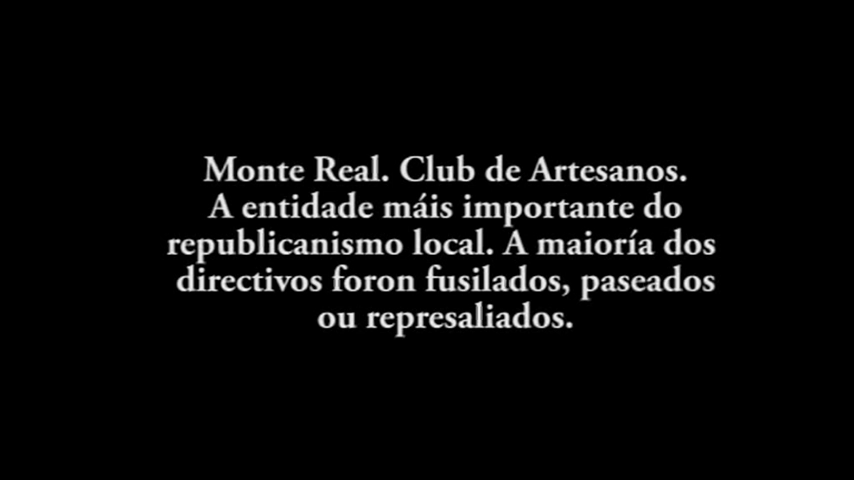 Monte Real. Club de Artesanos.
A entidade máis importante do
republicanismo local. A maioría dos
directivos foron fusilados, paseados
ou represaliados.